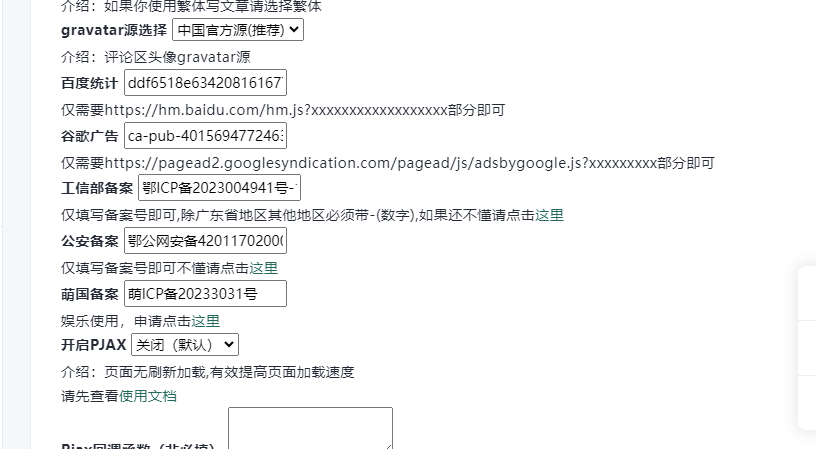 介绍：如果你使用繁体写文章请选择繁体
gravatar源选择 中国官方源(推荐)
介绍：评论区头像gravatar源
百度统计 ddf6518e63420816167
仅需要https://hm.baidu.com/hm.js?xxxxxxxxxxxxxxxxxx部分即可
谷歌广告 ca-pub-401569477246
仅需要https://pagead2.googlesyndication.com/pagead/js/adsbygoogle.js?xxxxxxxxx部分即可
工信部备案 鄂ICP备2023004941号-
仅填写备案号即可,除广东省地区其他地区必须带-(数字),如果还不懂请点击这里
公安备案 鄂公网安备4201170200
仅填写备案号即可不懂请点击这里
萌国备案 萌ICP备20233031号
娱乐使用，申请点击这里
开启PJAX 关闭（默认）
介绍：页面无刷新加载,有效提高页面加载速度
请先查看使用文档
Pjax回调函数（非必填）